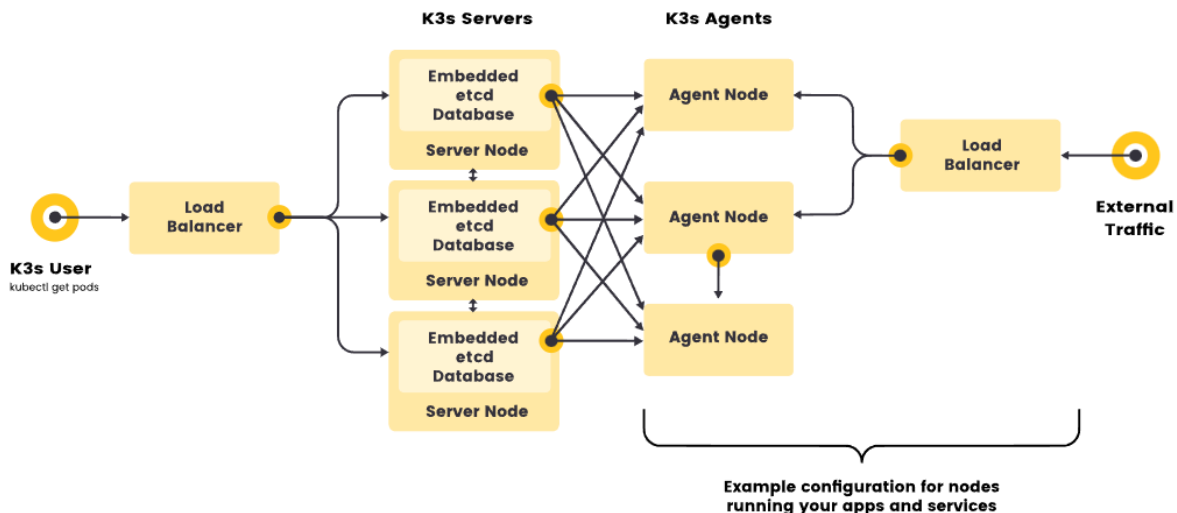 K3s Servers
K3s Agents
Embedded
etcd
Database
Server Node
Embedded
etcd
Database
Server Node
Embedded
etcd
Database
Server Node
Agent Node
Agent Node
Agent Node
Load
Balancer
K3s User
kubectl get pods
Load
Balancer
External
Traffic
Example configuration for nodes
running your apps and services